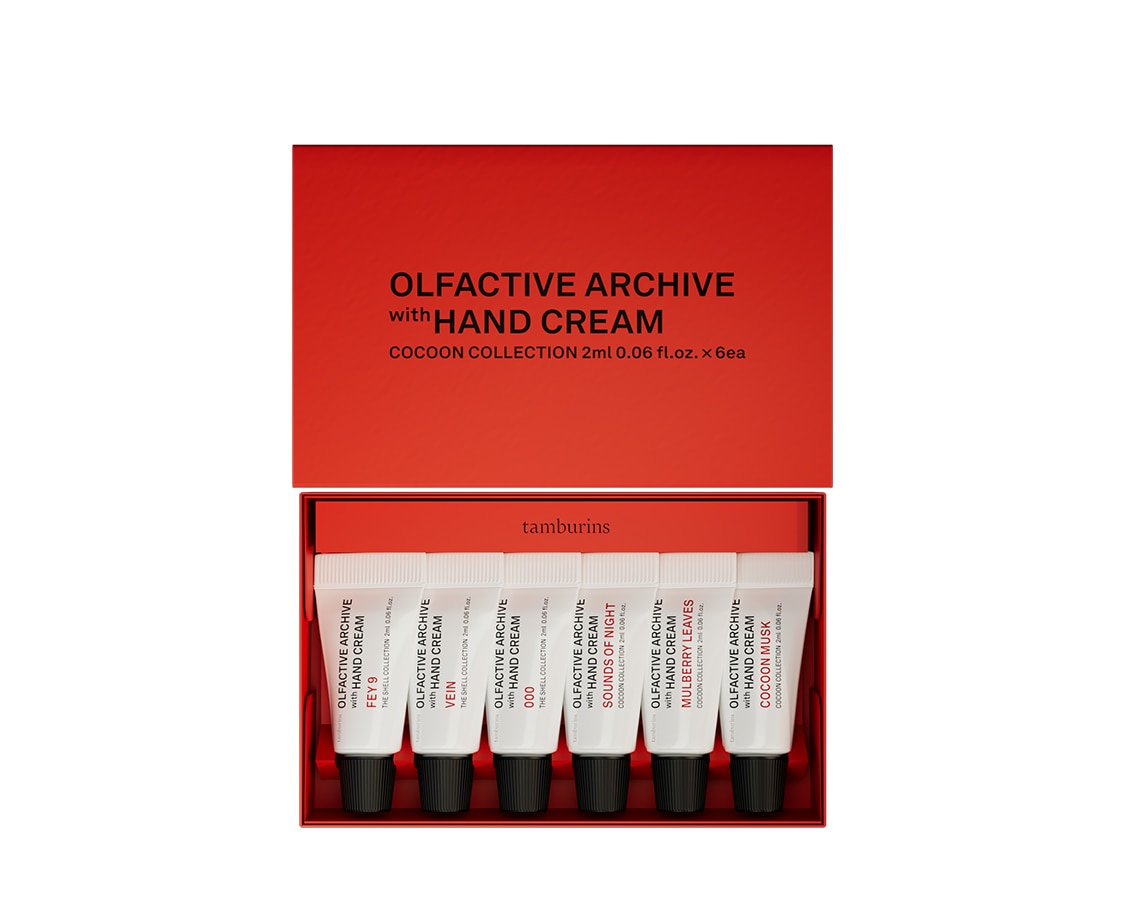 OLFACTIVE ARCHIVE
with HAND CREAM
COCOON COLLECTION 2ml 0.06 fl.oz. × 6ea
tamburins
OLFACTIVE ARCHIVE
with HAND CREAM
FEY 9
THE SHELL COLLECTION 2ml 0.06 fl.oz.
OLFACTIVE ARCHIVE
with HAND CREAM
VEIN
THE SHELL COLLECTION 2ml 0.06 fl.oz.
OLFACTIVE ARCHIVE
with HAND CREAM
000
THE SHELL COLLECTION 2ml 0.06 fl.oz.
OLFACTIVE ARCHIVE
with HAND CREAM
SOUNDS OF NIGHT
COCOON COLLECTION 2ml 0.06 fl.oz.
OLFACTIVE ARCHIVE
with HAND CREAM
MULBERRY LEAVES
COCOON COLLECTION 2ml 0.06 fl.oz.
OLFACTIVE ARCHIVE
with HAND CREAM
COCOON MUSK
COCOON COLLECTION 2ml 0.06 fl.oz.